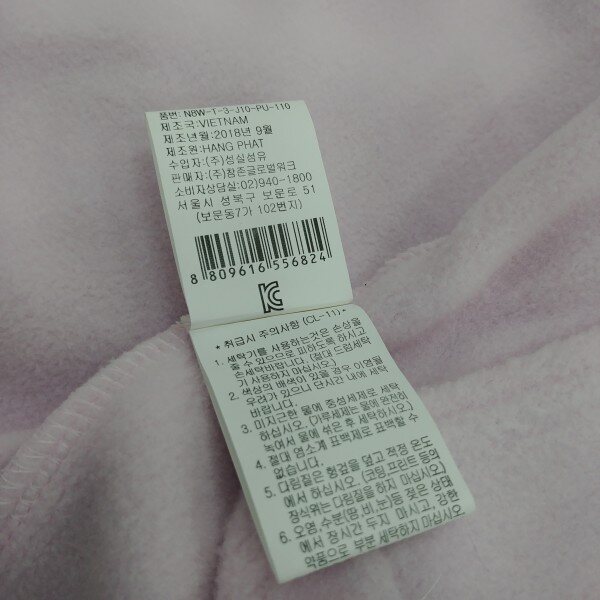 품번: N8W-T-3-J10-PU-110
제조국:VIETNAM
제조년월:2018년 9월
제조원:HANG PHAT
수입자:(주)성실섬유
판매자:(주)창존글로벌워크
소비자상담실:02)940-1800
서울시 성북구 보문로 51
(보문동7가 102번지)
8 809616 556824
* 취급시 주의사항 (CL-11)*
1. 세탁기를 사용하는것은 손상을
줄 수 있으므로 피하도록 하시고
손세탁바랍니다. (절대 드럼세탁
기 사용하지 마십시오)
2. 색상의 배색이 있을 경우 이염될
우려가 있으니 단시간 내에 세탁
바랍니다.
3. 미지근한 물에 중성세제로 세탁
하십시오. (가루세제는 물에 완전히
녹여서 물에 섞은 후 세탁하십시오.)
4. 절대 염소계 표백제로 표백할 수
없습니다.
5. 다림질은 헝겊을 덮고 적정 온도
에서 하십시오. (코팅 프린트 등의
장식위는 다림질을 하지 마십시오)
6. 오염, 수분(땀,비,눈)등 젖은 상태
에서 장시간 두지 마시고, 강한
약품으로 부분 세탁하지 마십시오